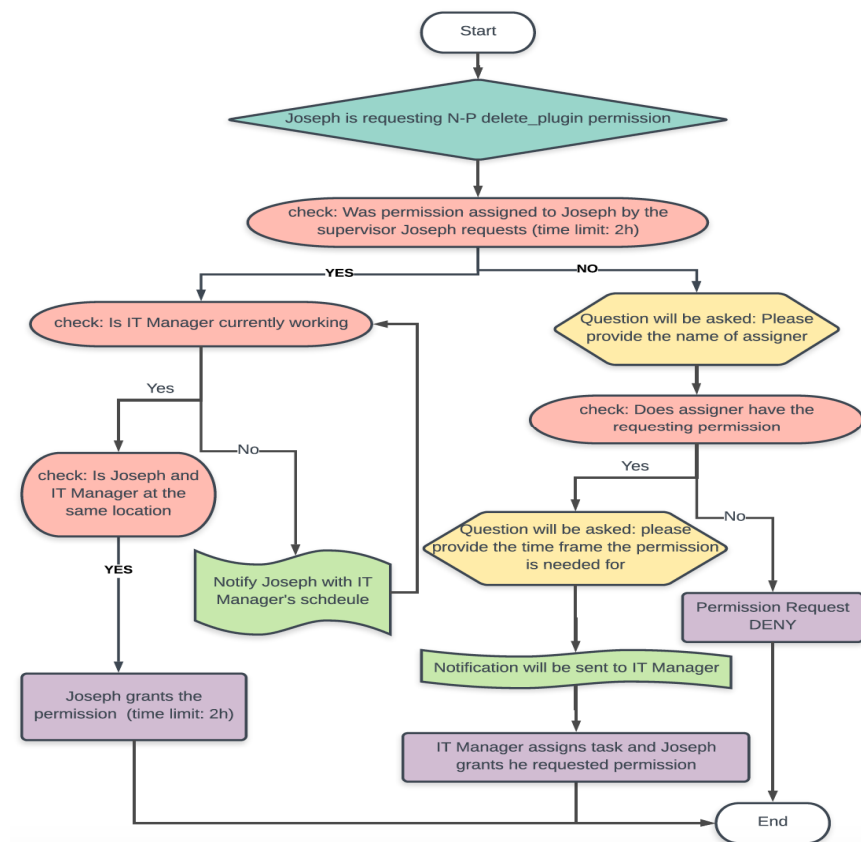 Start
Joseph is requesting N-P delete_plugin permission
check: Was permission assigned to Joseph by the
supervisor Joseph requests (time limit: 2h)
YES
NO
check: Is IT Manager currently working
Question will be asked: Please
provide the name of assigner
Yes
check: Does assigner have the
requesting permission
No
check: Is Joseph and
IT Manager at the
same location
Yes
No
Question will be asked: please
provide the time frame the permission
is needed for
YES
Notify Joseph with IT
Manager's schdeule
Permission Request
DENY
Notification will be sent to IT Manager
Joseph grants the
permission (time limit: 2h)
IT Manager assigns task and Joseph
grants he requested permission
End